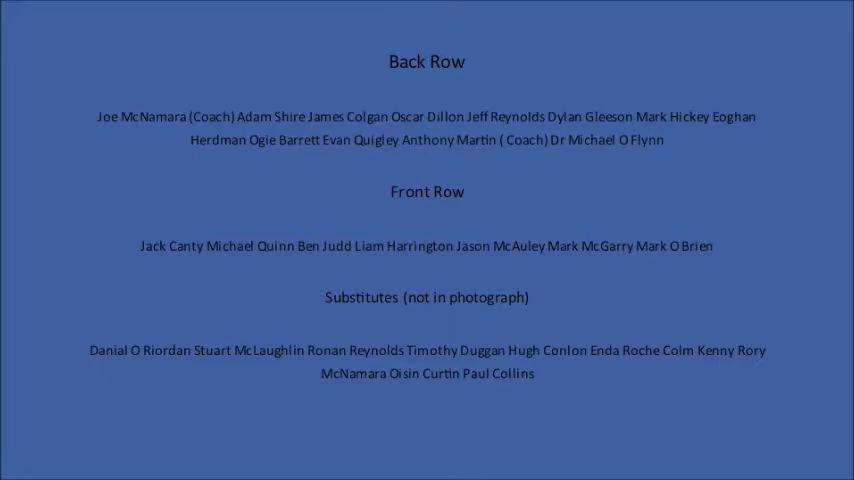 Back Row
Joe McNamara (Coach) Adam Shire James Colgan Oscar Dillon Jeff Reynolds Dylan Gleeson Mark Hickey Eoghan
Herdman Ogie Barrett Evan Quigley Anthony Martin ( Coach) Dr Michael O Flynn
Front Row
Jack Canty Michael Quinn Ben Judd Liam Harrington Jason McAuley Mark McGarry Mark O Brien
Substitutes (not in photograph)
Danial O Riordan Stuart McLaughlin Ronan Reynolds Timothy Duggan Hugh Conlon Enda Roche Colm Kenny Rory
McNamara Oisin Curtin Paul Collins